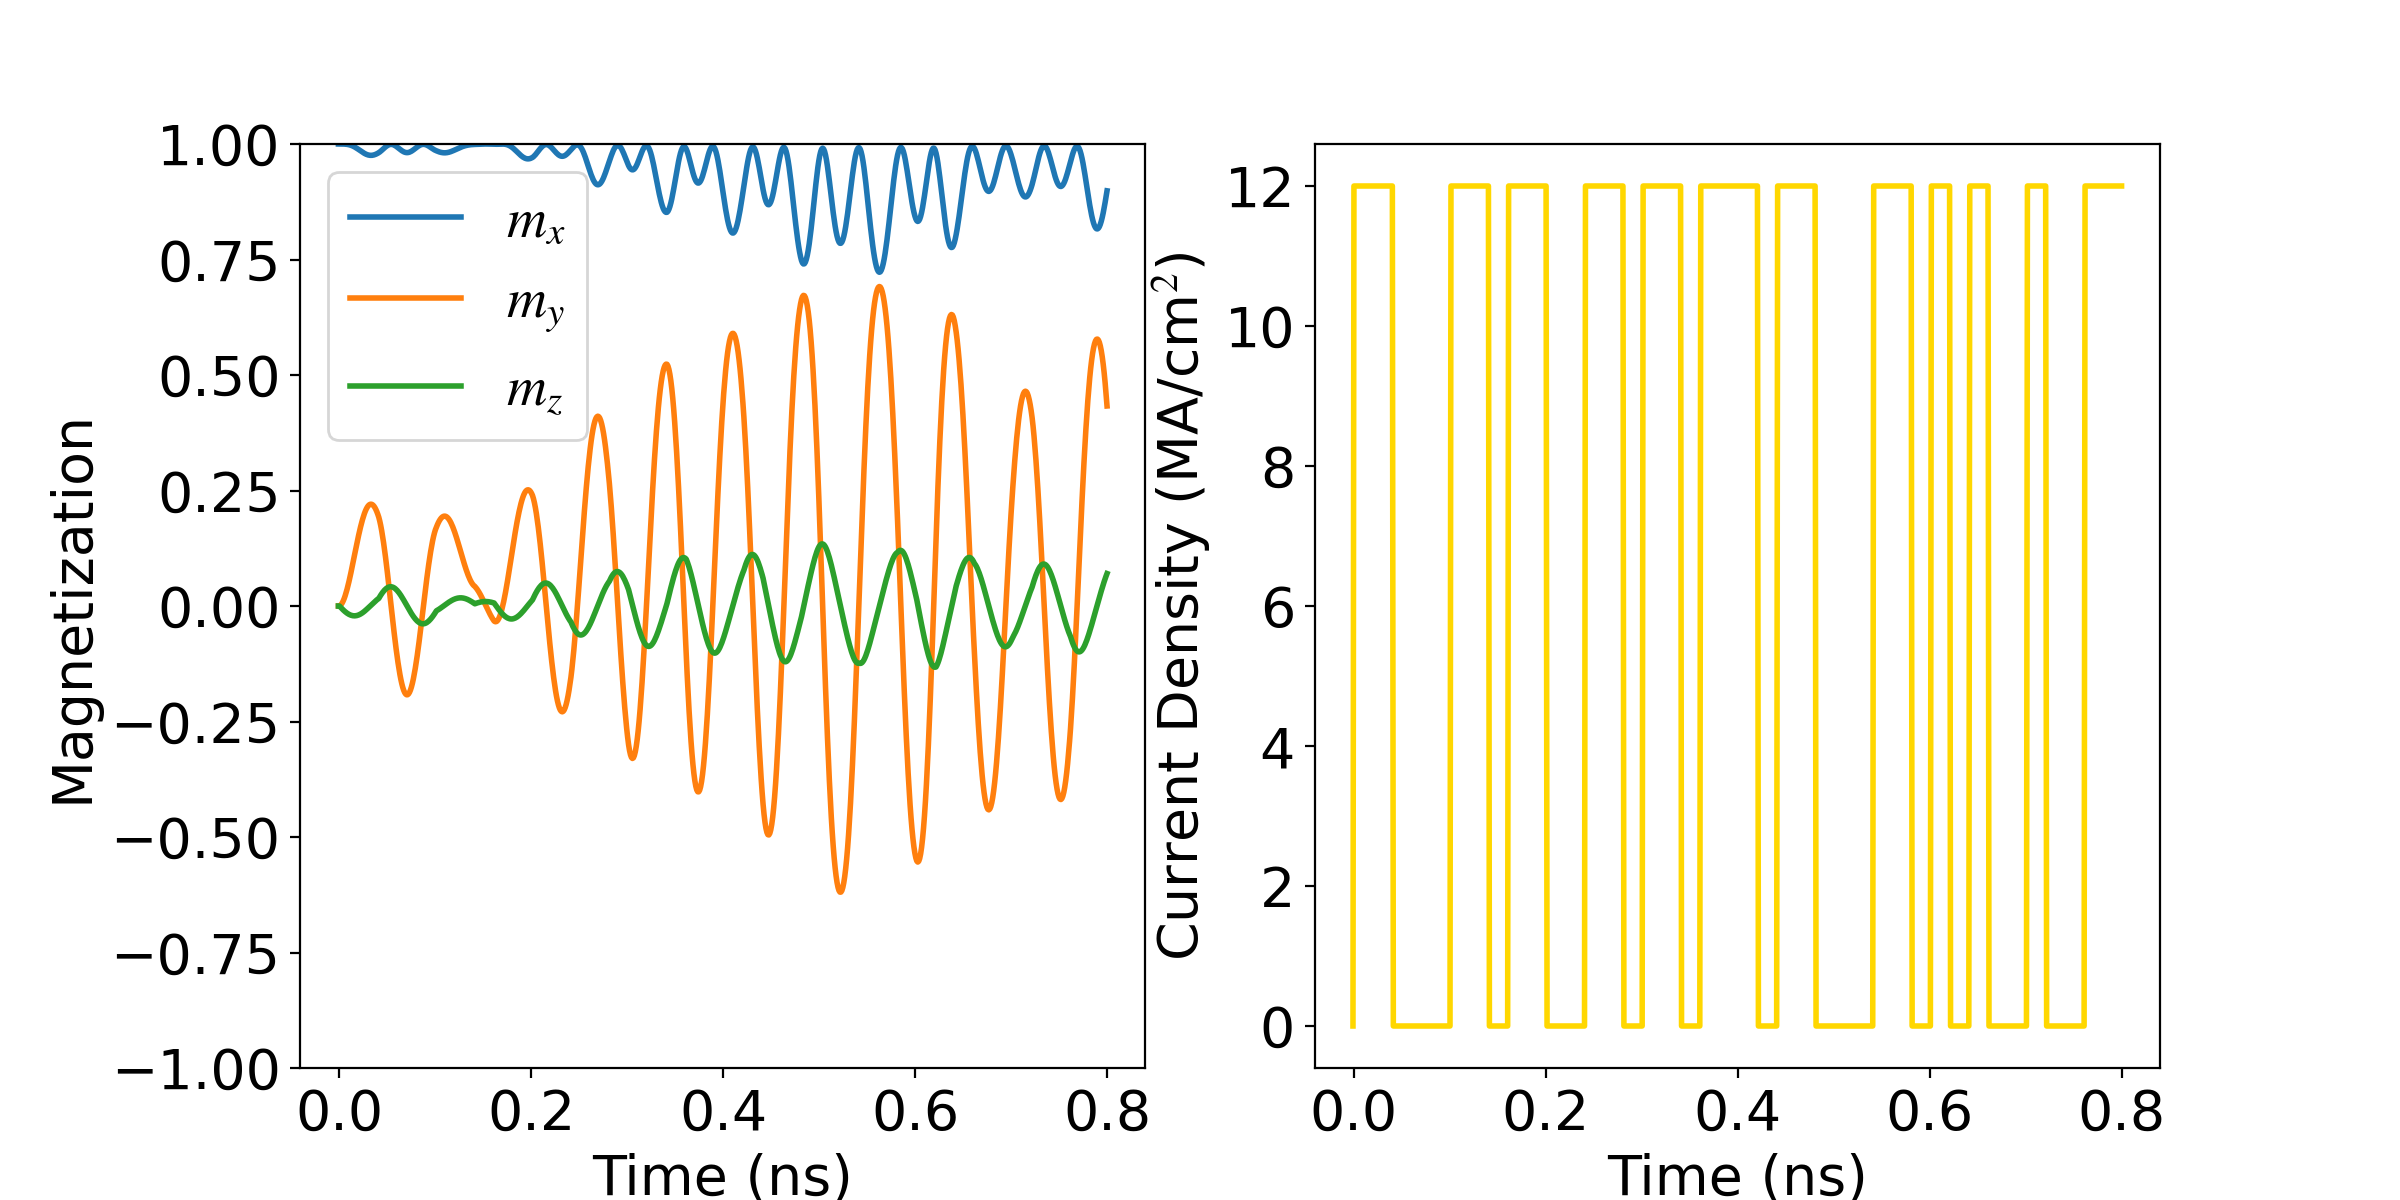 1.00
0.75
0.50
0.25
0.00
−0.25
−0.50
−0.75
−1.00
Magnetization
0.0 0.2 0.4 0.6 0.8
Time (ns)
m_x
m_y
m_z
12
10
8
6
4
2
0
Current Density (MA/cm²)
0.0 0.2 0.4 0.6 0.8
Time (ns)